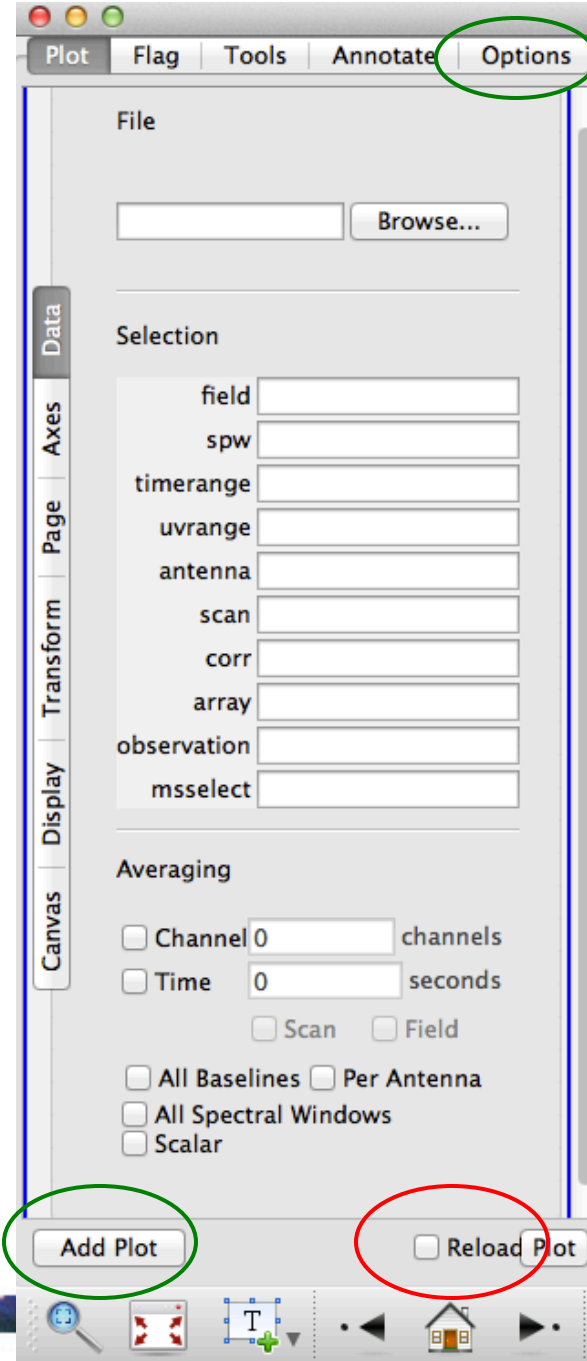 Plot Flag Tools Annotate Options
File
Browse...
Data
Axes
Page
Transform
Display
Canvas
Selection
field
spw
timerange
uvrange
antenna
scan
corr
array
observation
msselect
Averaging
Channel 0 channels
Time 0 seconds
Scan Field
All Baselines Per Antenna
All Spectral Windows
Scalar
Add Plot Reload Plot
T